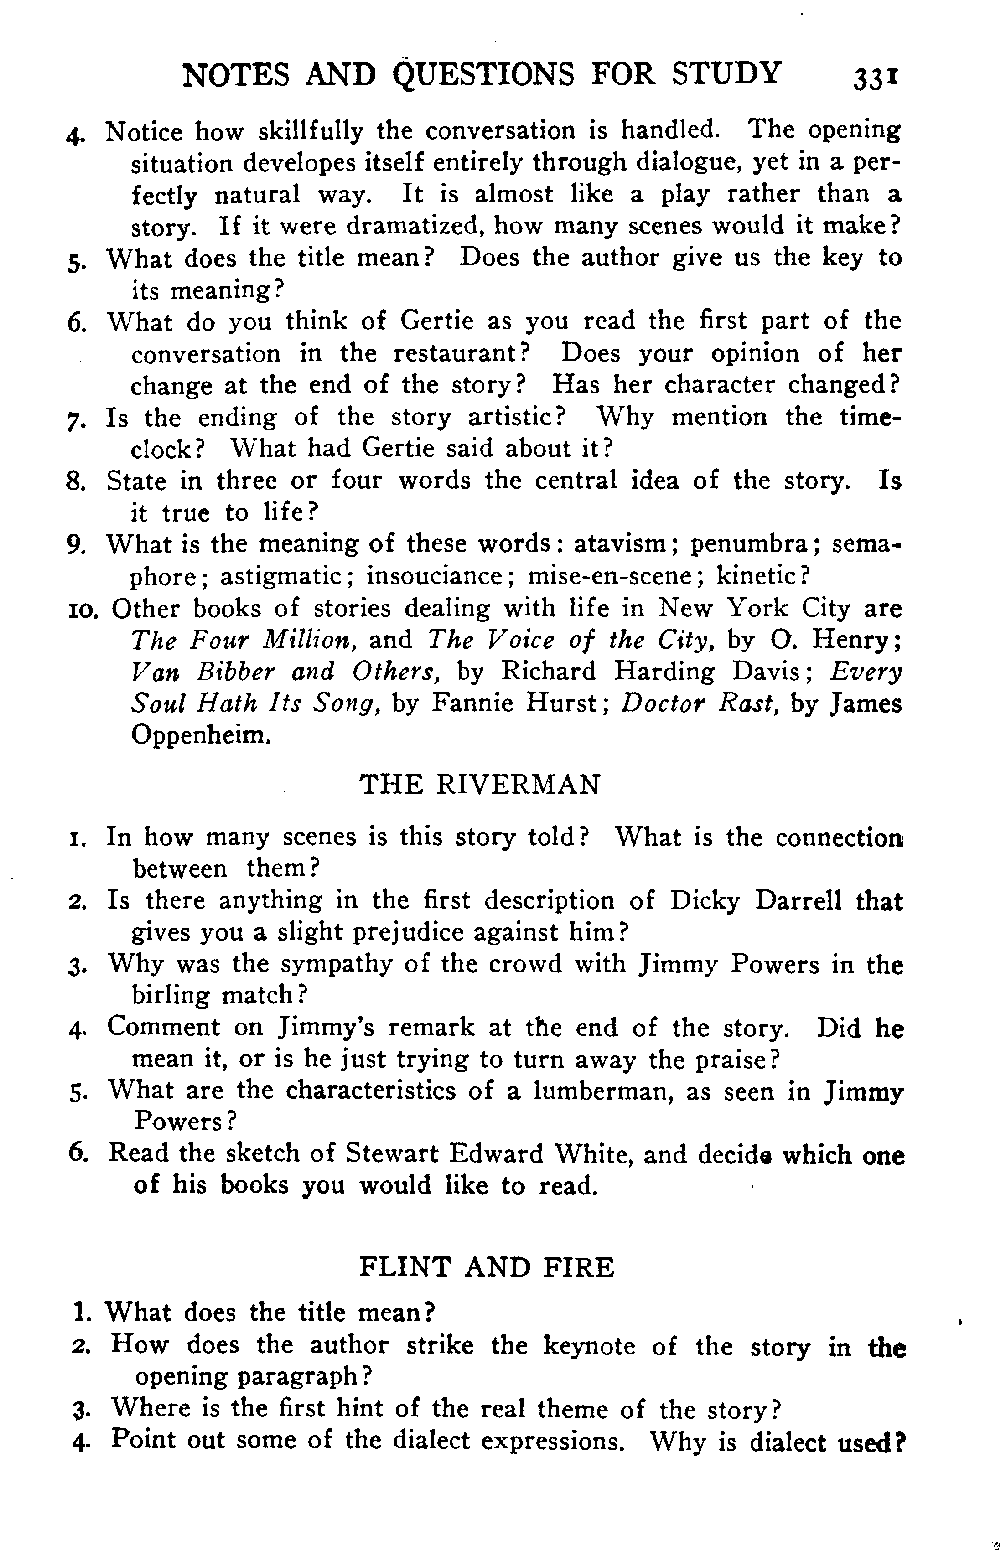 NOTES AND QUESTIONS FOR STUDY 331
4. Notice how skillfully the conversation is handled. The opening
situation developes itself entirely through dialogue, yet in a per-
fectly natural way. It is almost like a play rather than a
story. If it were dramatized, how many scenes would it make?
5. What does the title mean? Does the author give us the key to
its meaning?
6. What do you think of Gertie as you read the first part of the
conversation in the restaurant? Does your opinion of her
change at the end of the story? Has her character changed?
7. Is the ending of the story artistic? Why mention the time-
clock? What had Gertie said about it?
8. State in three or four words the central idea of the story. Is
it true to life?
9. What is the meaning of these words: atavism; penumbra; sema-
phore; astigmatic; insouciance; mise-en-scene; kinetic?
10. Other books of stories dealing with life in New York City are
The Four Million, and The Voice of the City, by O. Henry;
Van Bibber and Others, by Richard Harding Davis; Every
Soul Hath Its Song, by Fannie Hurst; Doctor Rast, by James
Oppenheim.
THE RIVERMAN
1. In how many scenes is this story told? What is the connection
between them?
2. Is there anything in the first description of Dicky Darrell that
gives you a slight prejudice against him?
3. Why was the sympathy of the crowd with Jimmy Powers in the
birling match?
4. Comment on Jimmy's remark at the end of the story. Did he
mean it, or is he just trying to turn away the praise?
5. What are the characteristics of a lumberman, as seen in Jimmy
Powers?
6. Read the sketch of Stewart Edward White, and decide which one
of his books you would like to read.
FLINT AND FIRE
1. What does the title mean?
2. How does the author strike the keynote of the story in the
opening paragraph?
3. Where is the first hint of the real theme of the story?
4. Point out some of the dialect expressions. Why is dialect used?